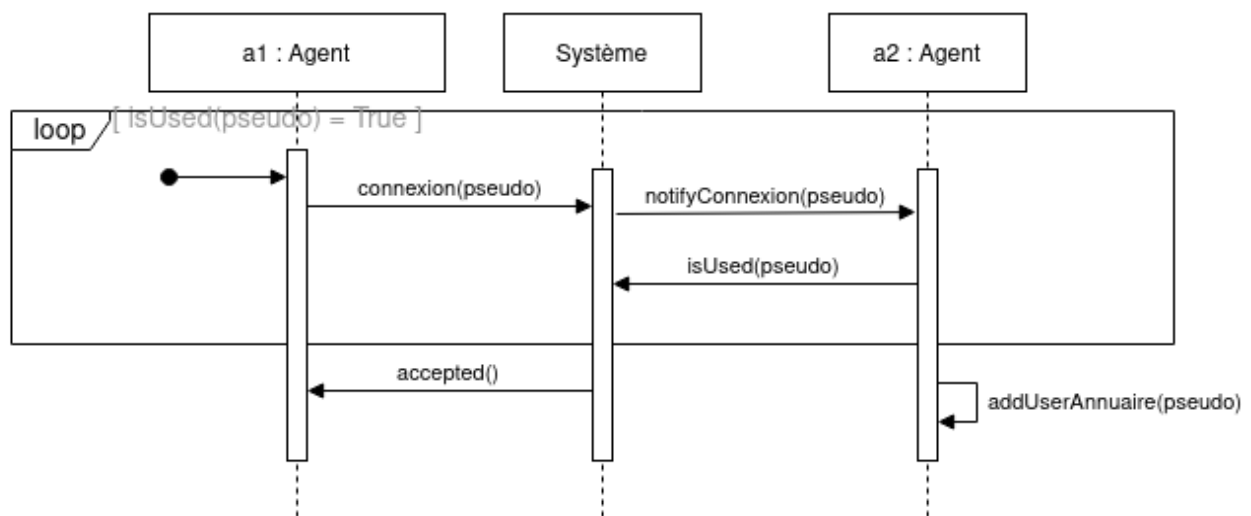 a1 : Agent
Système
a2 : Agent
loop
[ isUsed(pseudo) = True ]
connexion(pseudo)
notifyConnexion(pseudo)
isUsed(pseudo)
accepted()
addUserAnnuaire(pseudo)